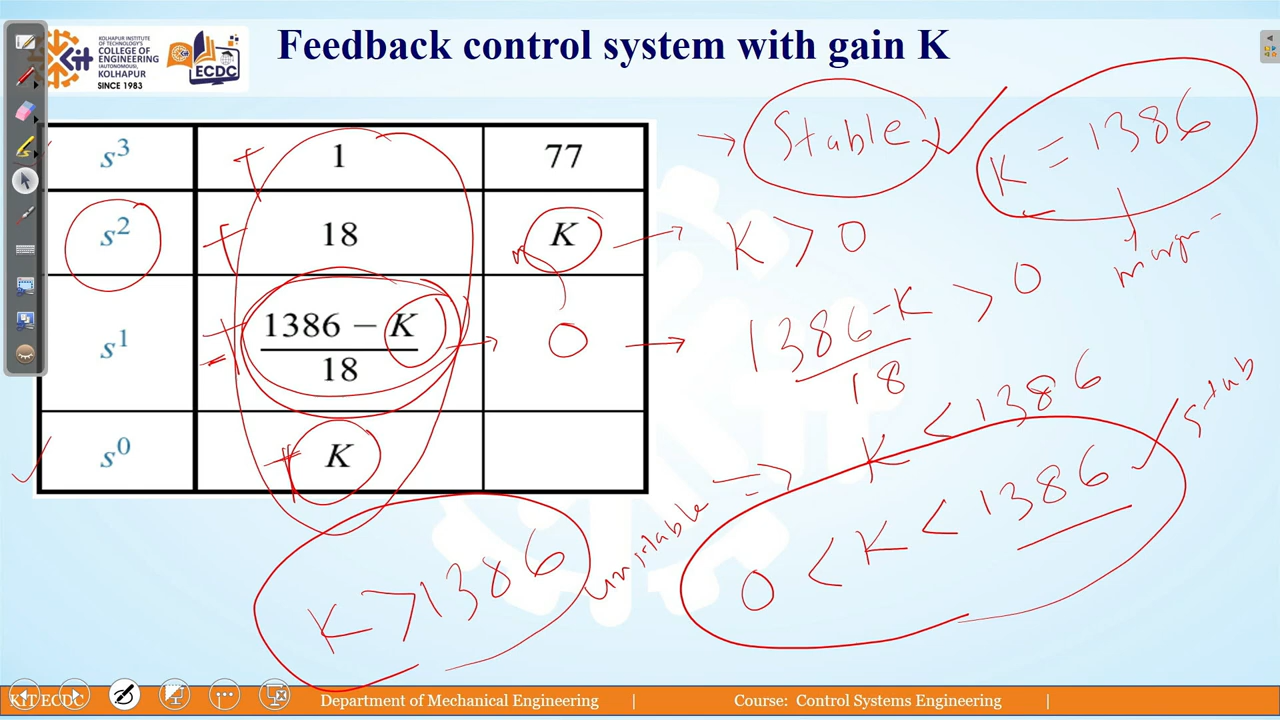 KOLHAPUR INSTITUTE
OF TECHNOLOGY'S
COLLEGE OF
ENGINEERING
(AUTONOMOUS),
KOLHAPUR
SINCE 1983
ECDC
Feedback control system with gain K
s³ 1 77
s² 18 K
s¹ (1386 − K)/18 0
s⁰ K
→ Stable ✓
K = 1386
→ K > 0
→ (1386-K)/18 > 0
⇒ K < 1386
0 < K < 1386 ✓
stab
K > 1386
unstable
KIT ECDC Department of Mechanical Engineering | Course: Control Systems Engineering |